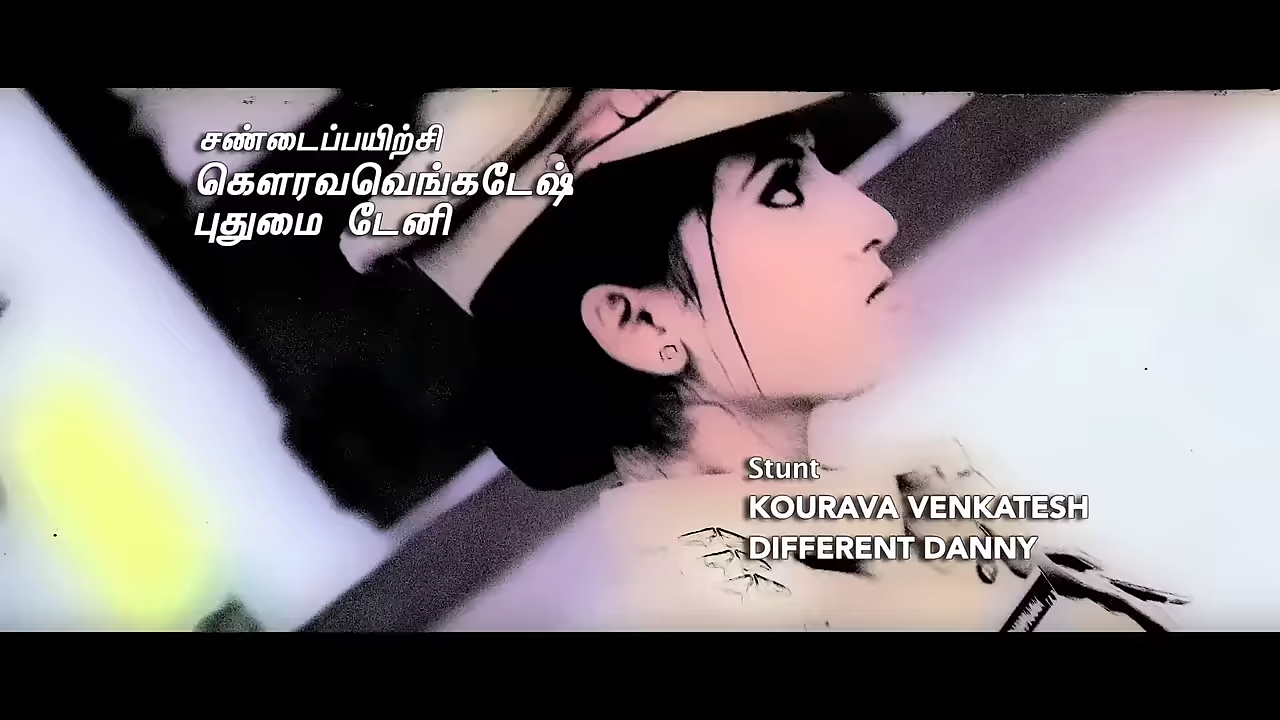 சண்டைப்பயிற்சி
கௌரவவெங்கடேஷ்
புதுமை டேனி
Stunt
KOURAVA VENKATESH
DIFFERENT DANNY